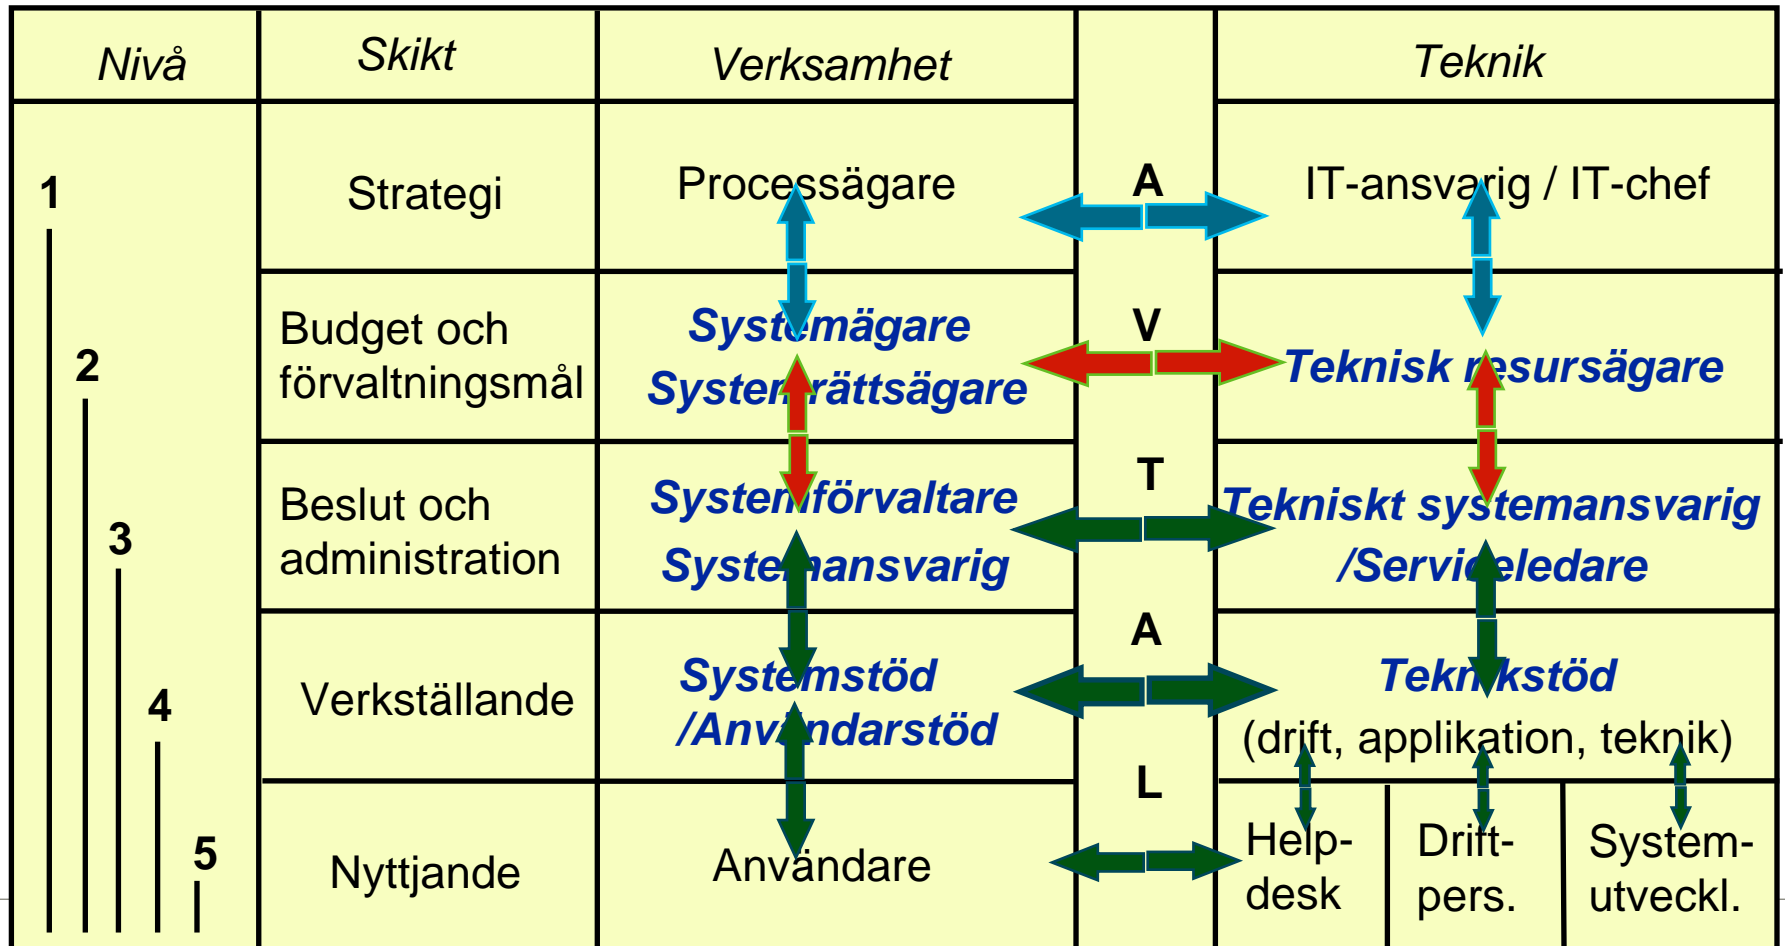 Nivå
Skikt
Verksamhet
Teknik
1
Strategi
Processägare
A
IT-ansvarig / IT-chef
2
Budget och
förvaltningsmål
Systemägare
Systemrättsägare
V
Teknisk resursägare
3
Beslut och
administration
Systemförvaltare
Systemansvarig
T
Tekniskt systemansvarig
/Serviceledare
4
Verkställande
Systemstöd
/Användarstöd
A
Teknikstöd
(drift, applikation, teknik)
5
Nyttjande
Användare
L
Help-
desk
Drift-
pers.
System-
utveckl.